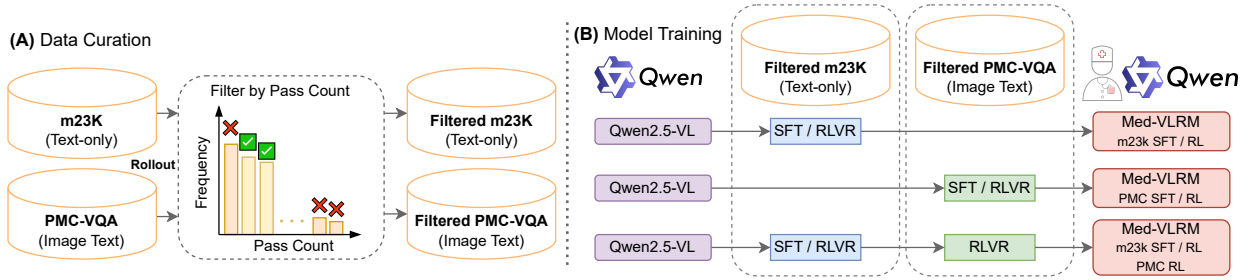 (A) Data Curation
m23K
(Text-only)
Rollout
PMC-VQA
(Image Text)
Filter by Pass Count
Frequency
Pass Count
Filtered m23K
(Text-only)
Filtered PMC-VQA
(Image Text)
(B) Model Training
Qwen
Filtered m23K
(Text-only)
Filtered PMC-VQA
(Image Text)
Qwen
Qwen2.5-VL
SFT / RLVR
Med-VLRM
m23k SFT / RL
Qwen2.5-VL
SFT / RLVR
Med-VLRM
PMC SFT / RL
Qwen2.5-VL
SFT / RLVR
RLVR
Med-VLRM
m23k SFT / RL
PMC RL